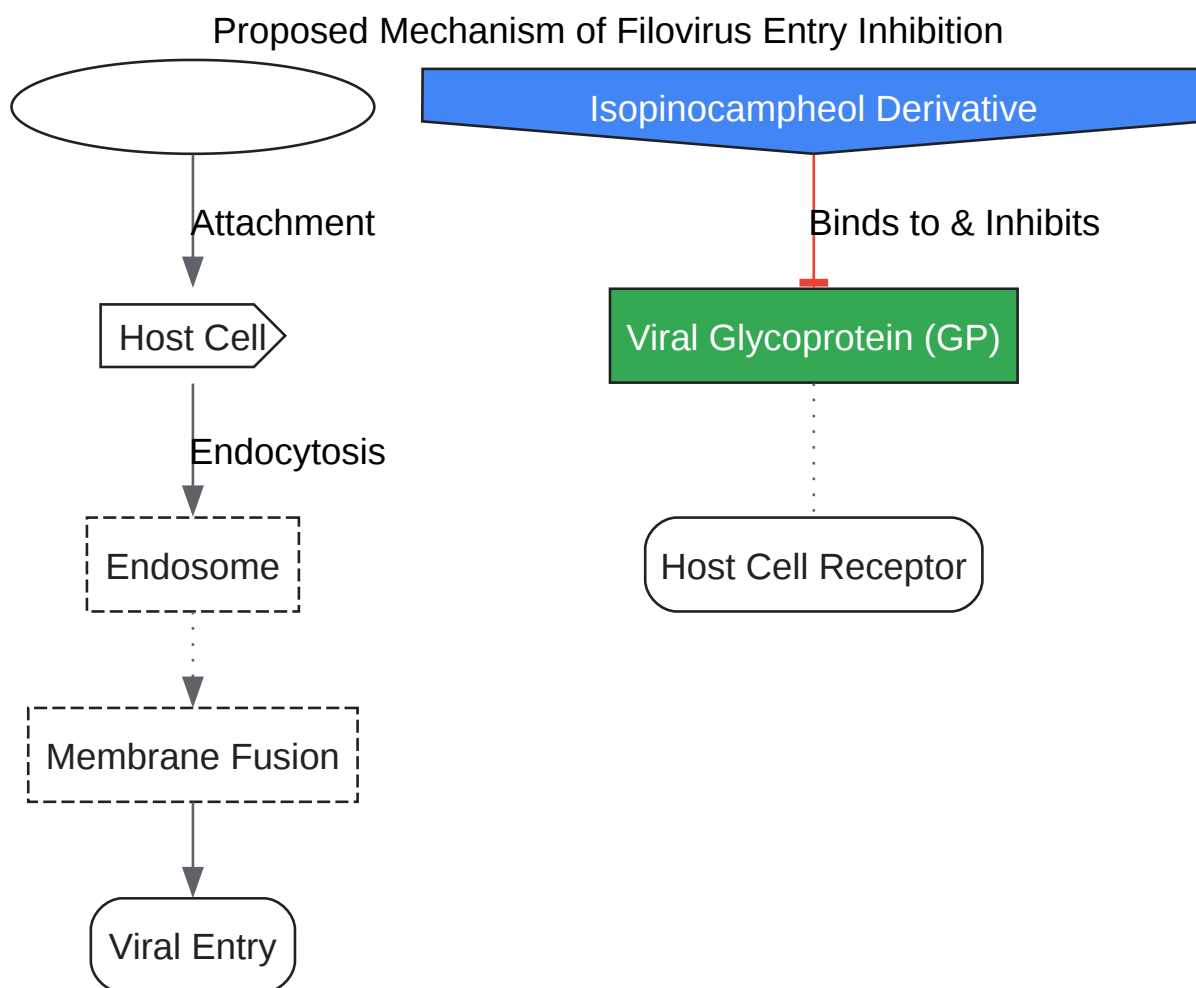 Proposed Mechanism of Filovirus Entry Inhibition
Isopinocampheol Derivative
Attachment
Binds to & Inhibits
Host Cell
Viral Glycoprotein (GP)
Endocytosis
Endosome
Host Cell Receptor
Membrane Fusion
Viral Entry